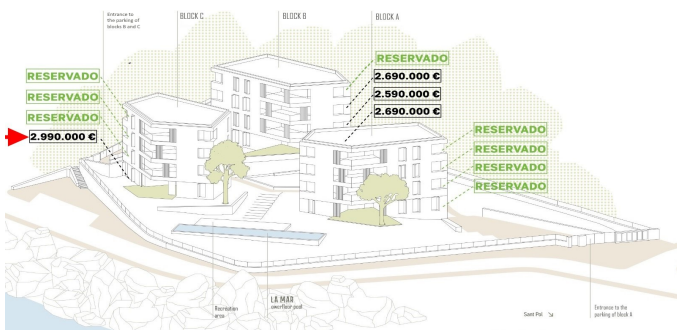 Entrance to
the parking of
blocks B and C
BLOCK C
BLOCK B
BLOCK A
RESERVADO
RESERVADO
RESERVADO
2.990.000 €
RESERVADO
2.690.000 €
2.590.000 €
2.690.000 €
RESERVADO
RESERVADO
RESERVADO
RESERVADO
Recreation
area
LA MAR
overfloor pool
Sant Pol
Entrance to the
parking of block A